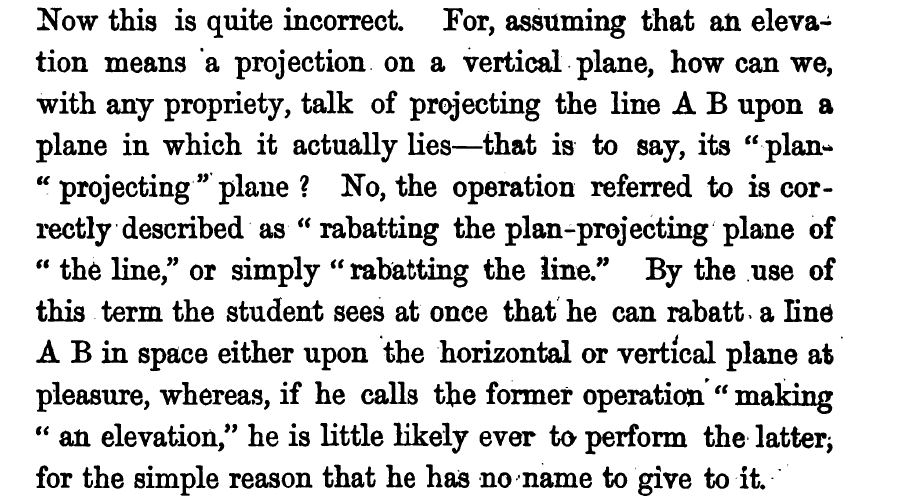 Now this is quite incorrect. For, assuming that an eleva-
tion means a projection on a vertical plane, how can we,
with any propriety, talk of projecting the line A B upon a
plane in which it actually lies—that is to say, its “ plan-
“ projecting ” plane ? No, the operation referred to is cor-
rectly described as “ rabatting the plan-projecting plane of
“ the line,” or simply “ rabatting the line.” By the use of
this term the student sees at once that he can rabatt a line
A B in space either upon the horizontal or vertical plane at
pleasure, whereas, if he calls the former operation “ making
“ an elevation,” he is little likely ever to perform the latter,
for the simple reason that he has no name to give to it.